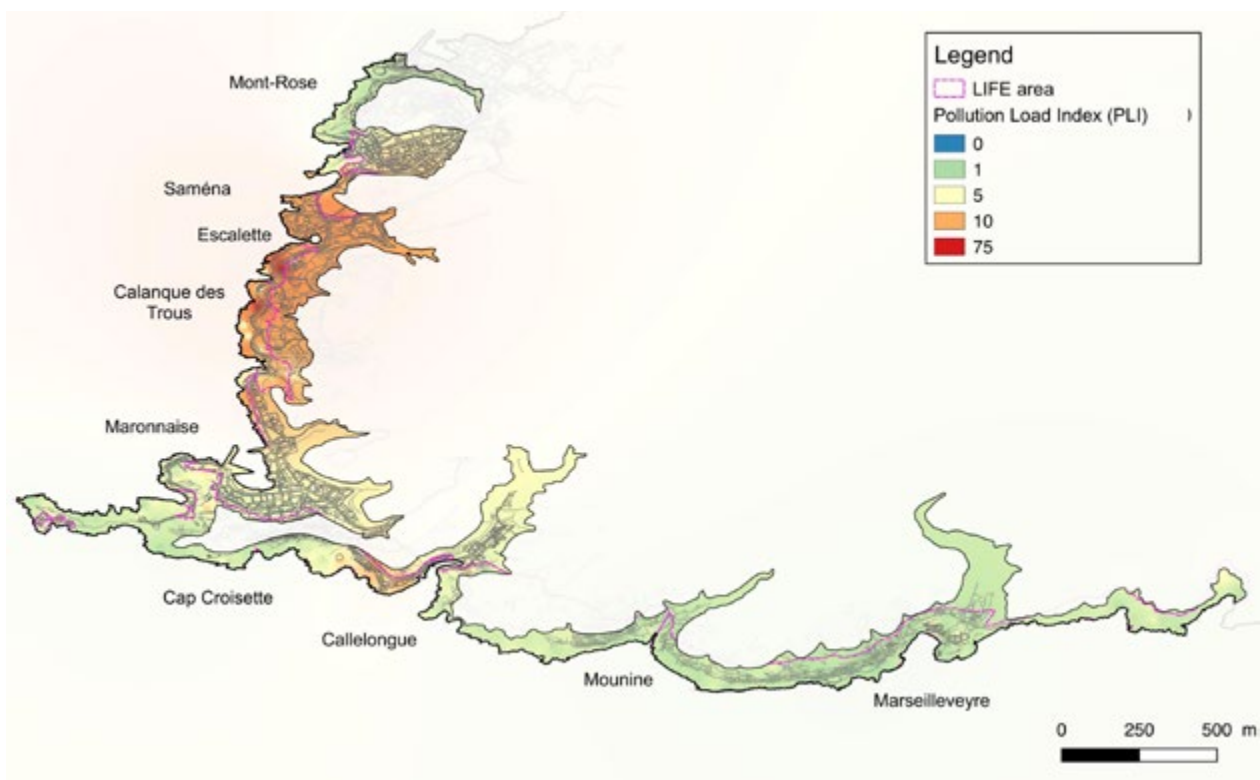 Mont-Rose
Saména
Escalette
Calanque des
Trous
Maronnaise
Cap Croisette
Callelongue
Mounine
Marseilleveyre
Legend
LIFE area
Pollution Load Index (PLI) )
0
1
5
10
75
0 250 500 m